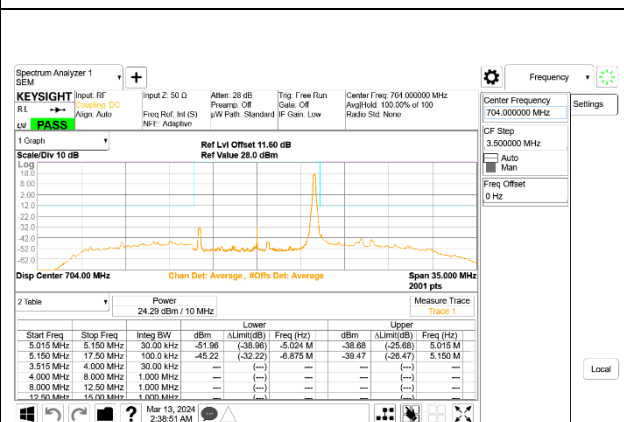 Spectrum Analyzer 1
SEM
Frequency
KEYSIGHT Input: RF Input Z: 50 Ω Atten: 28 dB Trig: Free Run Center Freq: 704.000000 MHz
RL Coupling: DC Preamp: Off Gate: Off Avg|Hold: 100.00% of 100
Align: Auto Freq Ref: Int (S) µW Path: Standard IF Gain: Low Radio Std: None
NFE: Adaptive
PASS
Center Frequency
704.000000 MHz
Settings
CF Step
3.500000 MHz
Auto
Man
Freq Offset
0 Hz
1 Graph
Ref Lvl Offset 11.60 dB
Scale/Div 10 dB Ref Value 28.0 dBm
Log
18.0
8.00
-2.00
-12.0
-22.0
-32.0
-42.0
-52.0
-62.0
Disp Center 704.00 MHz Chan Det: Average , #Offs Det: Average Span 35.000 MHz
2001 pts
2 Table
Power
24.29 dBm / 10 MHz
Measure Trace
Trace 1
Lower Upper
Start Freq Stop Freq Integ BW dBm ΔLimit(dB) Freq (Hz) dBm ΔLimit(dB) Freq (Hz)
5.015 MHz 5.150 MHz 30.00 kHz -51.96 (-38.96) -5.024 M -38.68 (-25.68) 5.015 M
5.150 MHz 17.50 MHz 100.0 kHz -45.22 (-32.22) -6.875 M -39.47 (-26.47) 5.150 M
3.515 MHz 4.000 MHz 30.00 kHz --- (---) --- (---)
4.000 MHz 8.000 MHz 1.000 MHz --- (---) --- (---)
8.000 MHz 12.50 MHz 1.000 MHz --- (---) --- (---)
12.50 MHz 15.00 MHz 1.000 MHz --- (---) --- (---)
Local
? Mar 13, 2024
2:38:51 AM